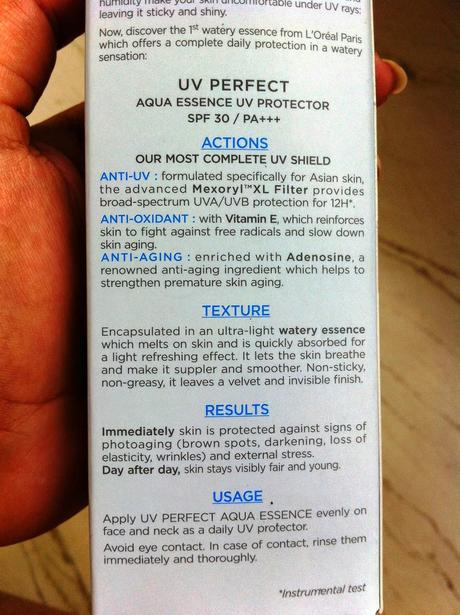 humidity make your skin uncomfortable under UV rays:
leaving it sticky and shiny.
Now, discover the 1st watéry essence from L'Oréal Paris
which offers a complete daily protection in a watery
sensation:
UV PERFECT
AQUA ESSENCE UV PROTECTOR
SPF 30 / PA+++
ACTIONS
OUR MOST COMPLETE UV SHIELD
ANTI-UV : formulated specifically for Asian skin,
the advanced Mexoryl™XL Filter provides
broad-spectrum UVA/UVB protection for 12H*.
ANTI-OXIDANT : with Vitamin E, which reinforces
skin to fight against free radicals and slow down
skin aging.
ANTI-AGING : enriched with Adenosine, a
renowned anti-aging ingredient which helps to
strengthen premature skin aging.
TEXTURE
Encapsulated in an ultra-light watery essence
which melts on skin and is quickly absorbed for
a light refreshing effect. It lets the skin breathe
and make it suppler and smoother. Non-sticky,
non-greasy, it leaves a velvet and invisible finish.
RESULTS
Immediately skin is protected against signs of
photoaging (brown spots, darkening, loss of
elasticity, wrinkles) and external stress.
Day after day, skin stays visibly fair and young.
USAGE
Apply UV PERFECT AQUA ESSENCE evenly on
face and neck as a daily UV protector.
Avoid eye contact. In case of contact, rinse them
immediately and thoroughly.
*Instrumental test